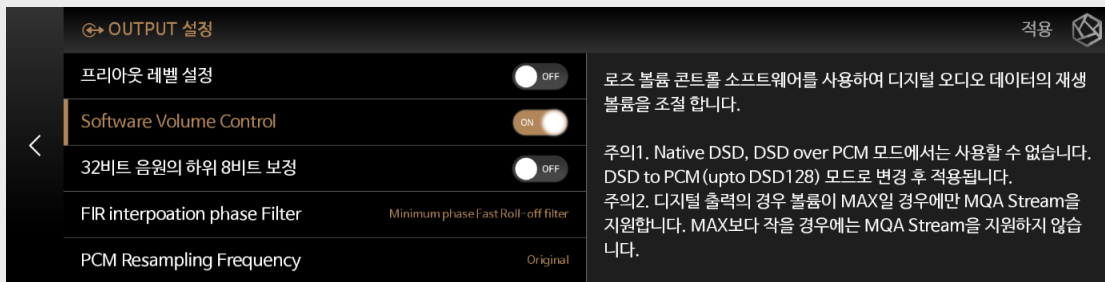 OUTPUT 설정
적용
프리아웃 레벨 설정
OFF
Software Volume Control
ON
32비트 음원의 하위 8비트 보정
OFF
FIR interpoation phase Filter
Minimum phase Fast Roll-off filter
PCM Resampling Frequency
Original
로즈 볼륨 콘트롤 소프트웨어를 사용하여 디지털 오디오 데이터의 재생
볼륨을 조절 합니다.
주의1. Native DSD, DSD over PCM 모드에서는 사용할 수 없습니다.
DSD to PCM(upto DSD128) 모드로 변경 후 적용됩니다.
주의2. 디지털 출력의 경우 볼륨이 MAX일 경우에만 MQA Stream을
지원합니다. MAX보다 작을 경우에는 MQA Stream을 지원하지 않습
니다.